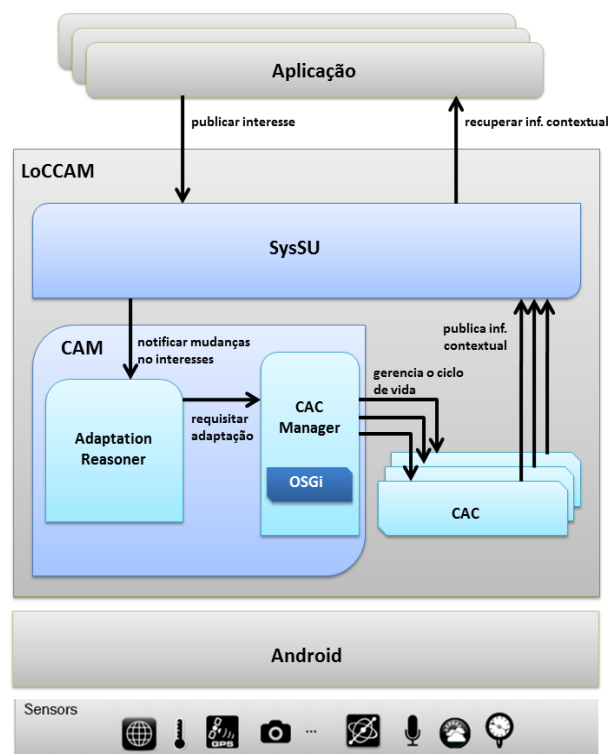 Aplicação
publicar interesse
recuperar inf. contextual
LoCCAM
SysSU
notificar mudanças
no interesses
publica inf.
contextual
CAM
gerencia o ciclo
de vida
Adaptation
Reasoner
requisitar
adaptação
CAC
Manager
OSGi
CAC
Android
Sensors
GPS
...